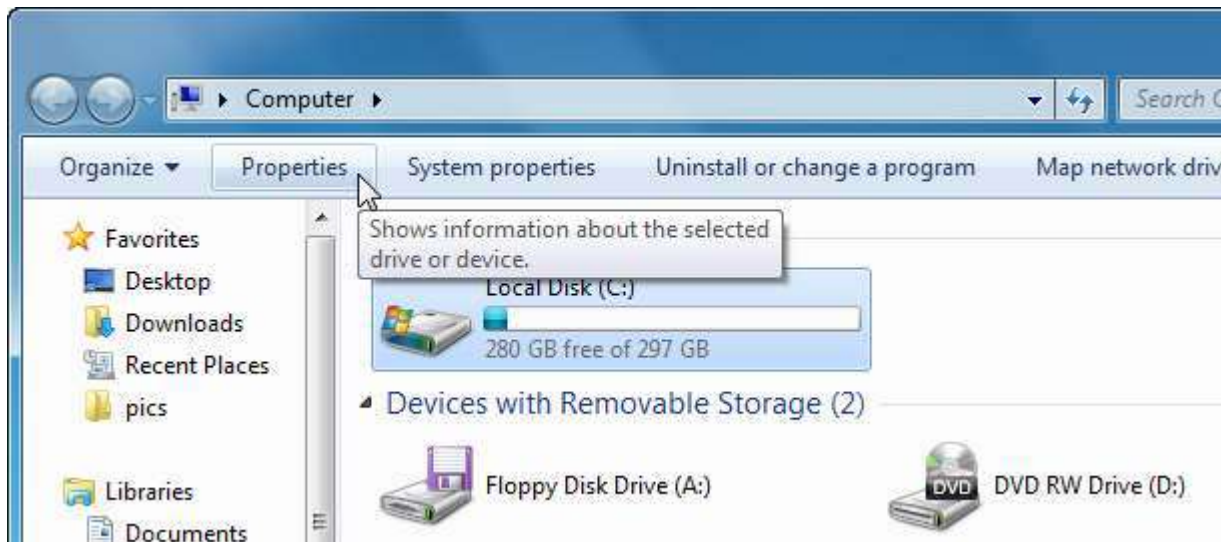 Computer
Search
Organize Properties System properties Uninstall or change a program Map network
Shows information about the selected
drive or device.
Favorites
Desktop
Downloads
Recent Places
pics
Libraries
Documents
Local Disk (C:)
280 GB free of 297 GB
Devices with Removable Storage (2)
Floppy Disk Drive (A:)
DVD
DVD RW Drive (D:)